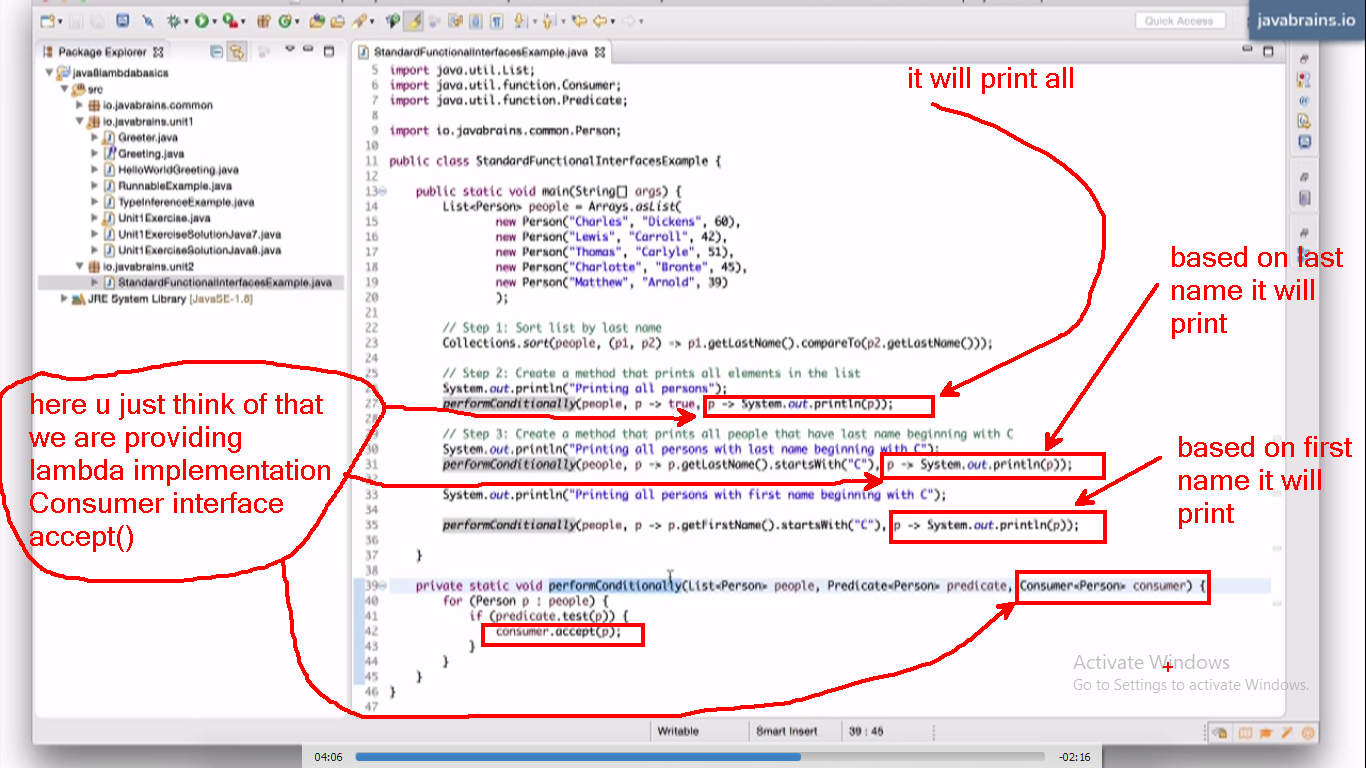 Quick Access
javabrains.io
Package Explorer
StandardFunctionalInterfacesExample.java
java8lambdabasics
src
io.javabrains.common
io.javabrains.unit1
Greeter.java
Greeting.java
HelloWorldGreeting.java
RunnableExample.java
TypeInferenceExample.java
Unit1Exercise.java
Unit1ExerciseSolutionJava7.java
Unit1ExerciseSolutionJava8.java
io.javabrains.unit2
StandardFunctionalInterfacesExample.java
JRE System Library [JavaSE-1.8]
5 import java.util.List;
6 import java.util.function.Consumer;
7 import java.util.function.Predicate;
8
9 import io.javabrains.common.Person;
10
11 public class StandardFunctionalInterfacesExample {
12
13 public static void main(String[] args) {
14 List<Person> people = Arrays.asList(
15 new Person("Charles", "Dickens", 60),
16 new Person("Lewis", "Carroll", 42),
17 new Person("Thomas", "Carlyle", 51),
18 new Person("Charlotte", "Bronte", 45),
19 new Person("Matthew", "Arnold", 39)
20 );
21
22 // Step 1: Sort list by last name
23 Collections.sort(people, (p1, p2) -> p1.getLastName().compareTo(p2.getLastName()));
24
25 // Step 2: Create a method that prints all elements in the list
System.out.println("Printing all persons");
27 performConditionally(people, p -> true, p -> System.out.println(p));
28
// Step 3: Create a method that prints all people that have last name beginning with C
30 System.out.println("Printing all persons with last name beginning with C");
31 performConditionally(people, p -> p.getLastName().startsWith("C"), p -> System.out.println(p));
33 System.out.println("Printing all persons with first name beginning with C");
34
35 performConditionally(people, p -> p.getFirstName().startsWith("C"), p -> System.out.println(p));
36
37 }
38
39 private static void performConditionally(List<Person> people, Predicate<Person> predicate, Consumer<Person> consumer) {
40 for (Person p : people) {
41 if (predicate.test(p)) {
42 consumer.accept(p);
43 }
44 }
45 }
46 }
47
it will print all
based on last
name it will
print
based on first
name it will
print
here u just think of that
we are providing
lambda implementation
Consumer interface
accept()
Activate Windows
Go to Settings to activate Windows.
Writable
Smart Insert
39 : 45
04:06
-02:16